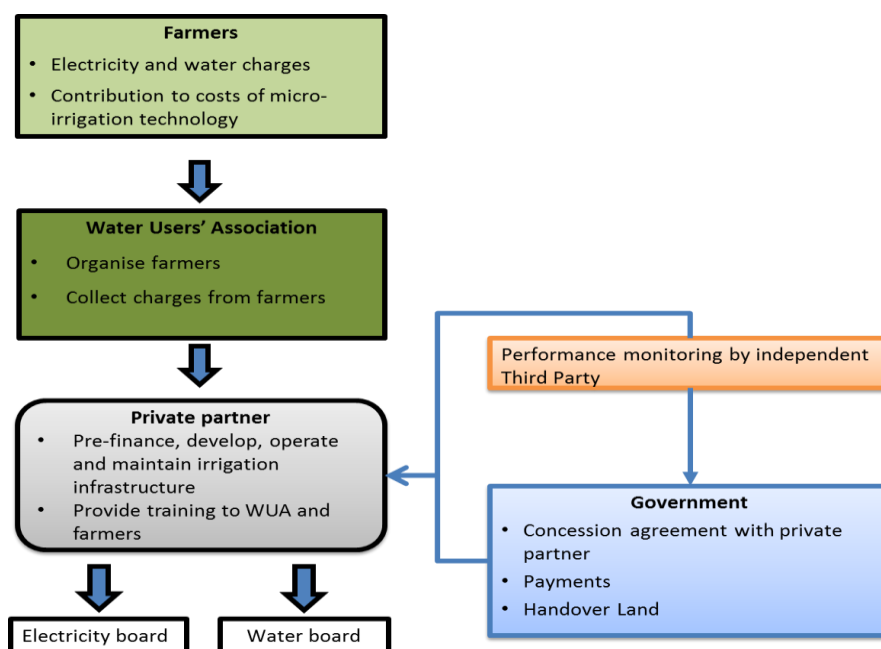 Farmers
• Electricity and water charges
• Contribution to costs of micro-
irrigation technology
Water Users’ Association
• Organise farmers
• Collect charges from farmers
Private partner
• Pre-finance, develop, operate
and maintain irrigation
infrastructure
• Provide training to WUA and
farmers
Electricity board
Water board
Performance monitoring by independent
Third Party
Government
• Concession agreement with private
partner
• Payments
• Handover Land